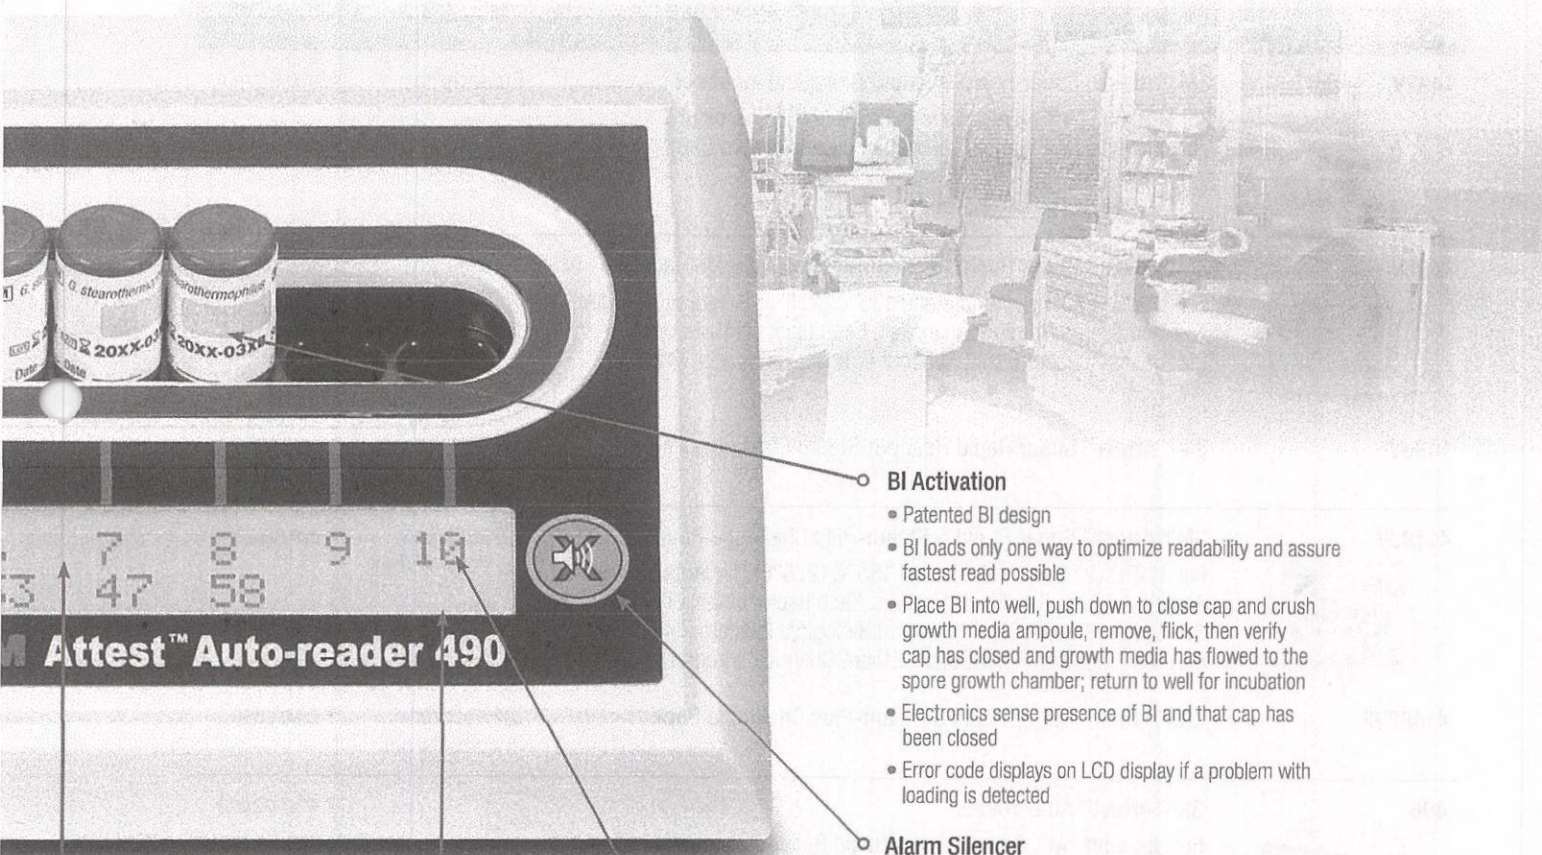 G. stearothermo
earothermophilus
20XX-03
20XX-03
Date
Date
7 8 9 10
47 58
Attest™ Auto-reader 490
BI Activation
• Patented BI design
• BI loads only one way to optimize readability and assure
fastest read possible
• Place BI into well, push down to close cap and crush
growth media ampoule, remove, flick, then verify
cap has closed and growth media has flowed to the
spore growth chamber; return to well for incubation
• Electronics sense presence of BI and that cap has
been closed
• Error code displays on LCD display if a problem with
loading is detected
Alarm Silencer